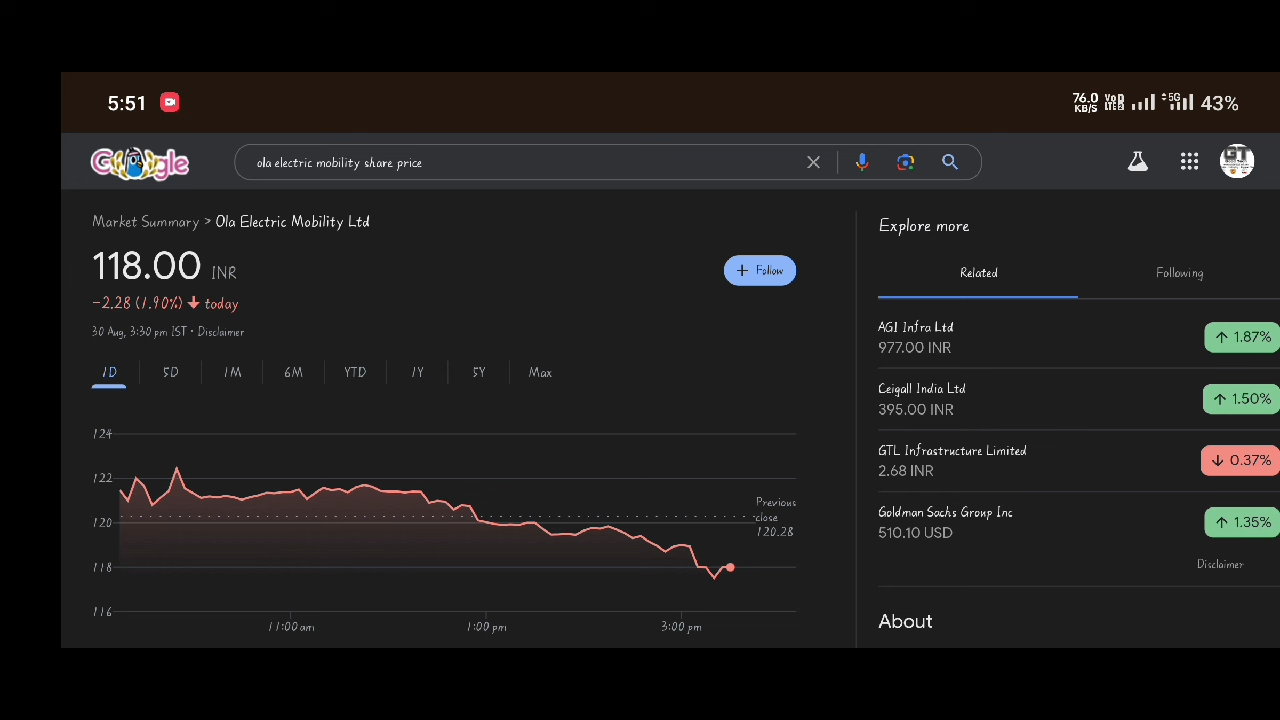 5:51
76.0 KB/S VoD LTE2 5G 43%
Google
ola electric mobility share price
Market Summary > Ola Electric Mobility Ltd
118.00 INR
Follow
−2.28 (1.90%) today
30 Aug, 3:30 pm IST • Disclaimer
1D 5D 1M 6M YTD 1Y 5Y Max
124
122
120
118
116
Previous
close
120.28
11:00 am 1:00 pm 3:00 pm
Explore more
Related Following
AGI Infra Ltd
977.00 INR
↑ 1.87%
Ceigall India Ltd
395.00 INR
↑ 1.50%
GTL Infrastructure Limited
2.68 INR
↓ 0.37%
Goldman Sachs Group Inc
510.10 USD
↑ 1.35%
Disclaimer
About